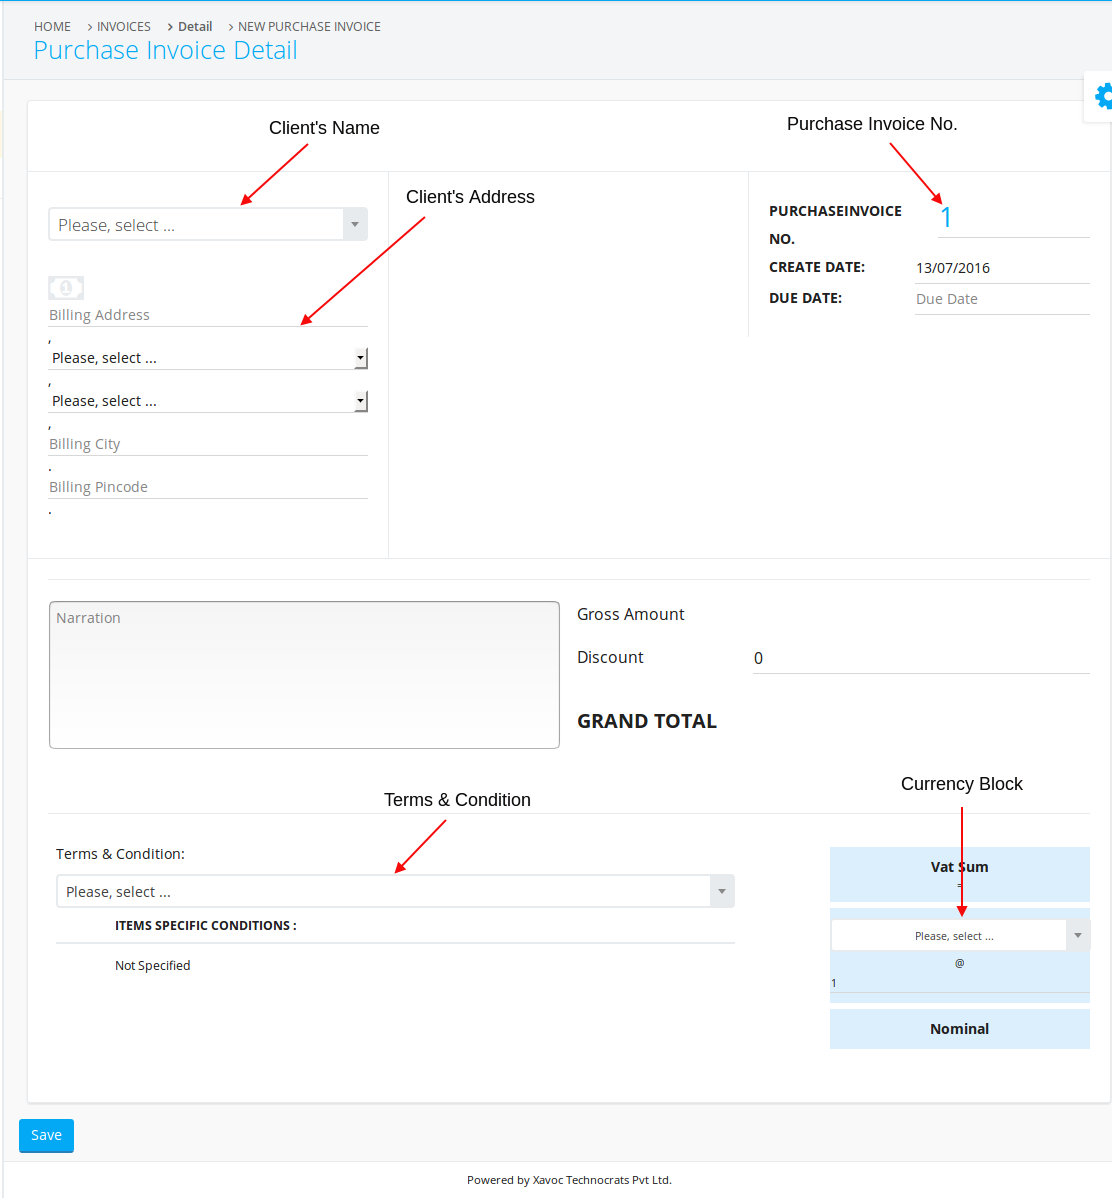 HOME > INVOICES > Detail > NEW PURCHASE INVOICE
Purchase Invoice Detail
Client's Name
Purchase Invoice No.
Client's Address
Please, select ...
PURCHASEINVOICE
NO.
1
CREATE DATE:
13/07/2016
DUE DATE:
Due Date
1
Billing Address
,
Please, select ...
,
Please, select ...
,
Billing City
.
Billing Pincode
.
Narration
Gross Amount
Discount
0
GRAND TOTAL
Terms & Condition
Currency Block
Terms & Condition:
Please, select ...
ITEMS SPECIFIC CONDITIONS :
Not Specified
Vat Sum
=
Please, select ...
@
1
Nominal
Save
Powered by Xavoc Technocrats Pvt Ltd.